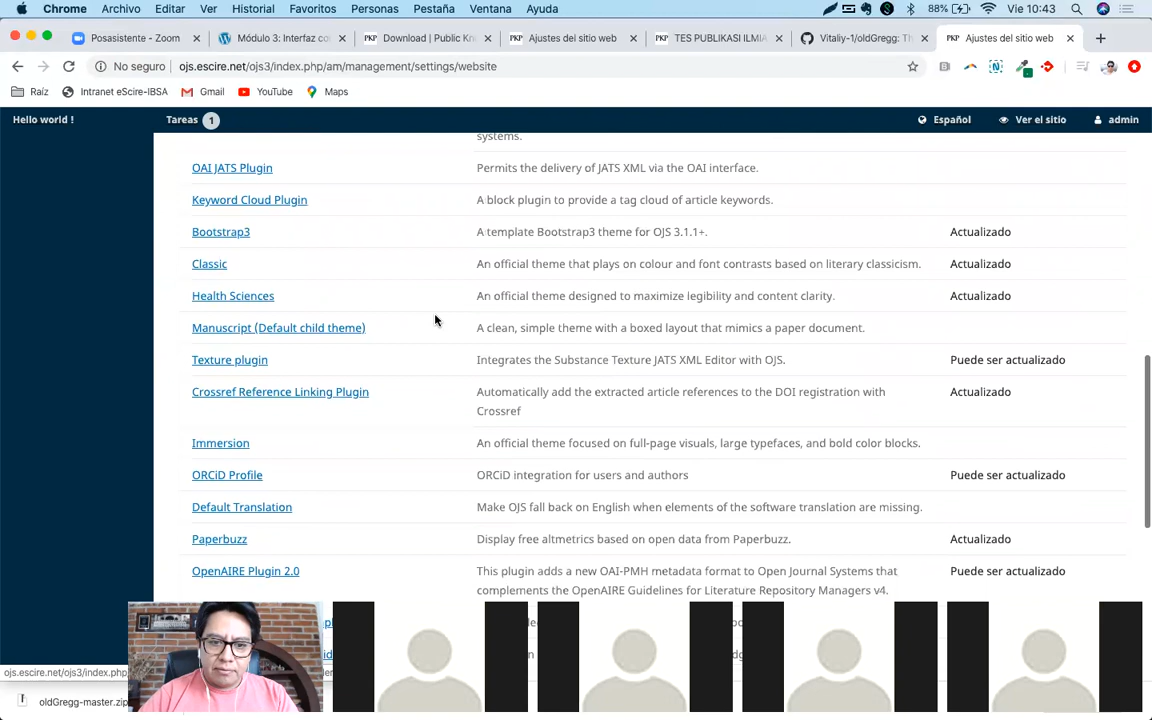 Chrome Archivo Editar Ver Historial Favoritos Personas Pestaña Ventana Ayuda 88% Vie 10:43
Posasistente - Zoom
Módulo 3: Interfaz co
Download | Public Kn
Ajustes del sitio web
TES PUBLIKASI ILMIA
Vitaliy-1/oldGregg: Th
Ajustes del sitio web
No seguro ojs.escire.net/ojs3/index.php/am/management/settings/website
Raíz Intranet eScire-IBSA Gmail YouTube Maps
Hello world ! Tareas 1 Español Ver el sitio admin
systems.
OAI JATS Plugin Permits the delivery of JATS XML via the OAI interface.
Keyword Cloud Plugin A block plugin to provide a tag cloud of article keywords.
Bootstrap3 A template Bootstrap3 theme for OJS 3.1.1+. Actualizado
Classic An official theme that plays on colour and font contrasts based on literary classicism. Actualizado
Health Sciences An official theme designed to maximize legibility and content clarity. Actualizado
Manuscript (Default child theme) A clean, simple theme with a boxed layout that mimics a paper document.
Texture plugin Integrates the Substance Texture JATS XML Editor with OJS. Puede ser actualizado
Crossref Reference Linking Plugin Automatically add the extracted article references to the DOI registration with Actualizado
Crossref
Immersion An official theme focused on full-page visuals, large typefaces, and bold color blocks.
ORCiD Profile ORCiD integration for users and authors Puede ser actualizado
Default Translation Make OJS fall back on English when elements of the software translation are missing.
Paperbuzz Display free altmetrics based on open data from Paperbuzz. Actualizado
OpenAIRE Plugin 2.0 This plugin adds a new OAI-PMH metadata format to Open Journal Systems that Puede ser actualizado
complements the OpenAIRE Guidelines for Literature Repository Managers v4.
ojs.escire.net/ojs3/index.php/am
oldGregg-master.zip